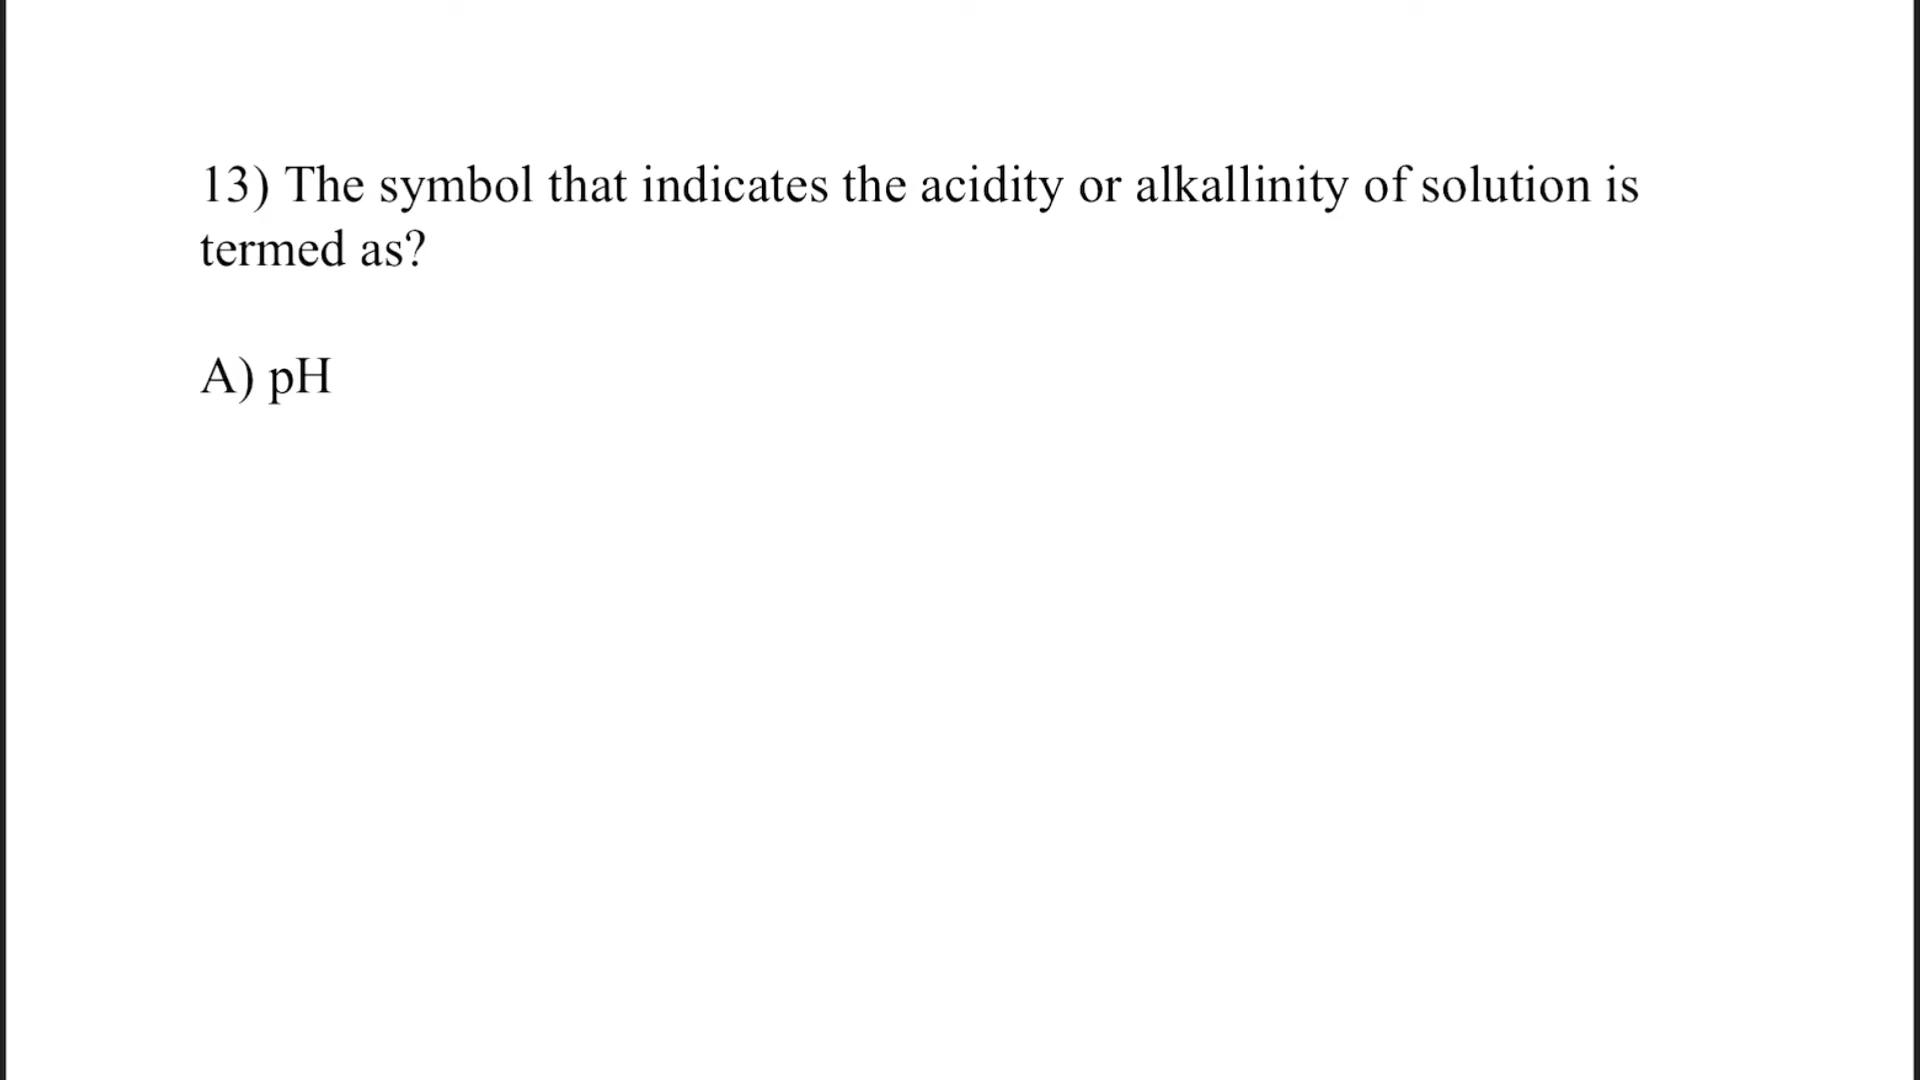 13) The symbol that indicates the acidity or alkallinity of solution is
termed as?
A) pH